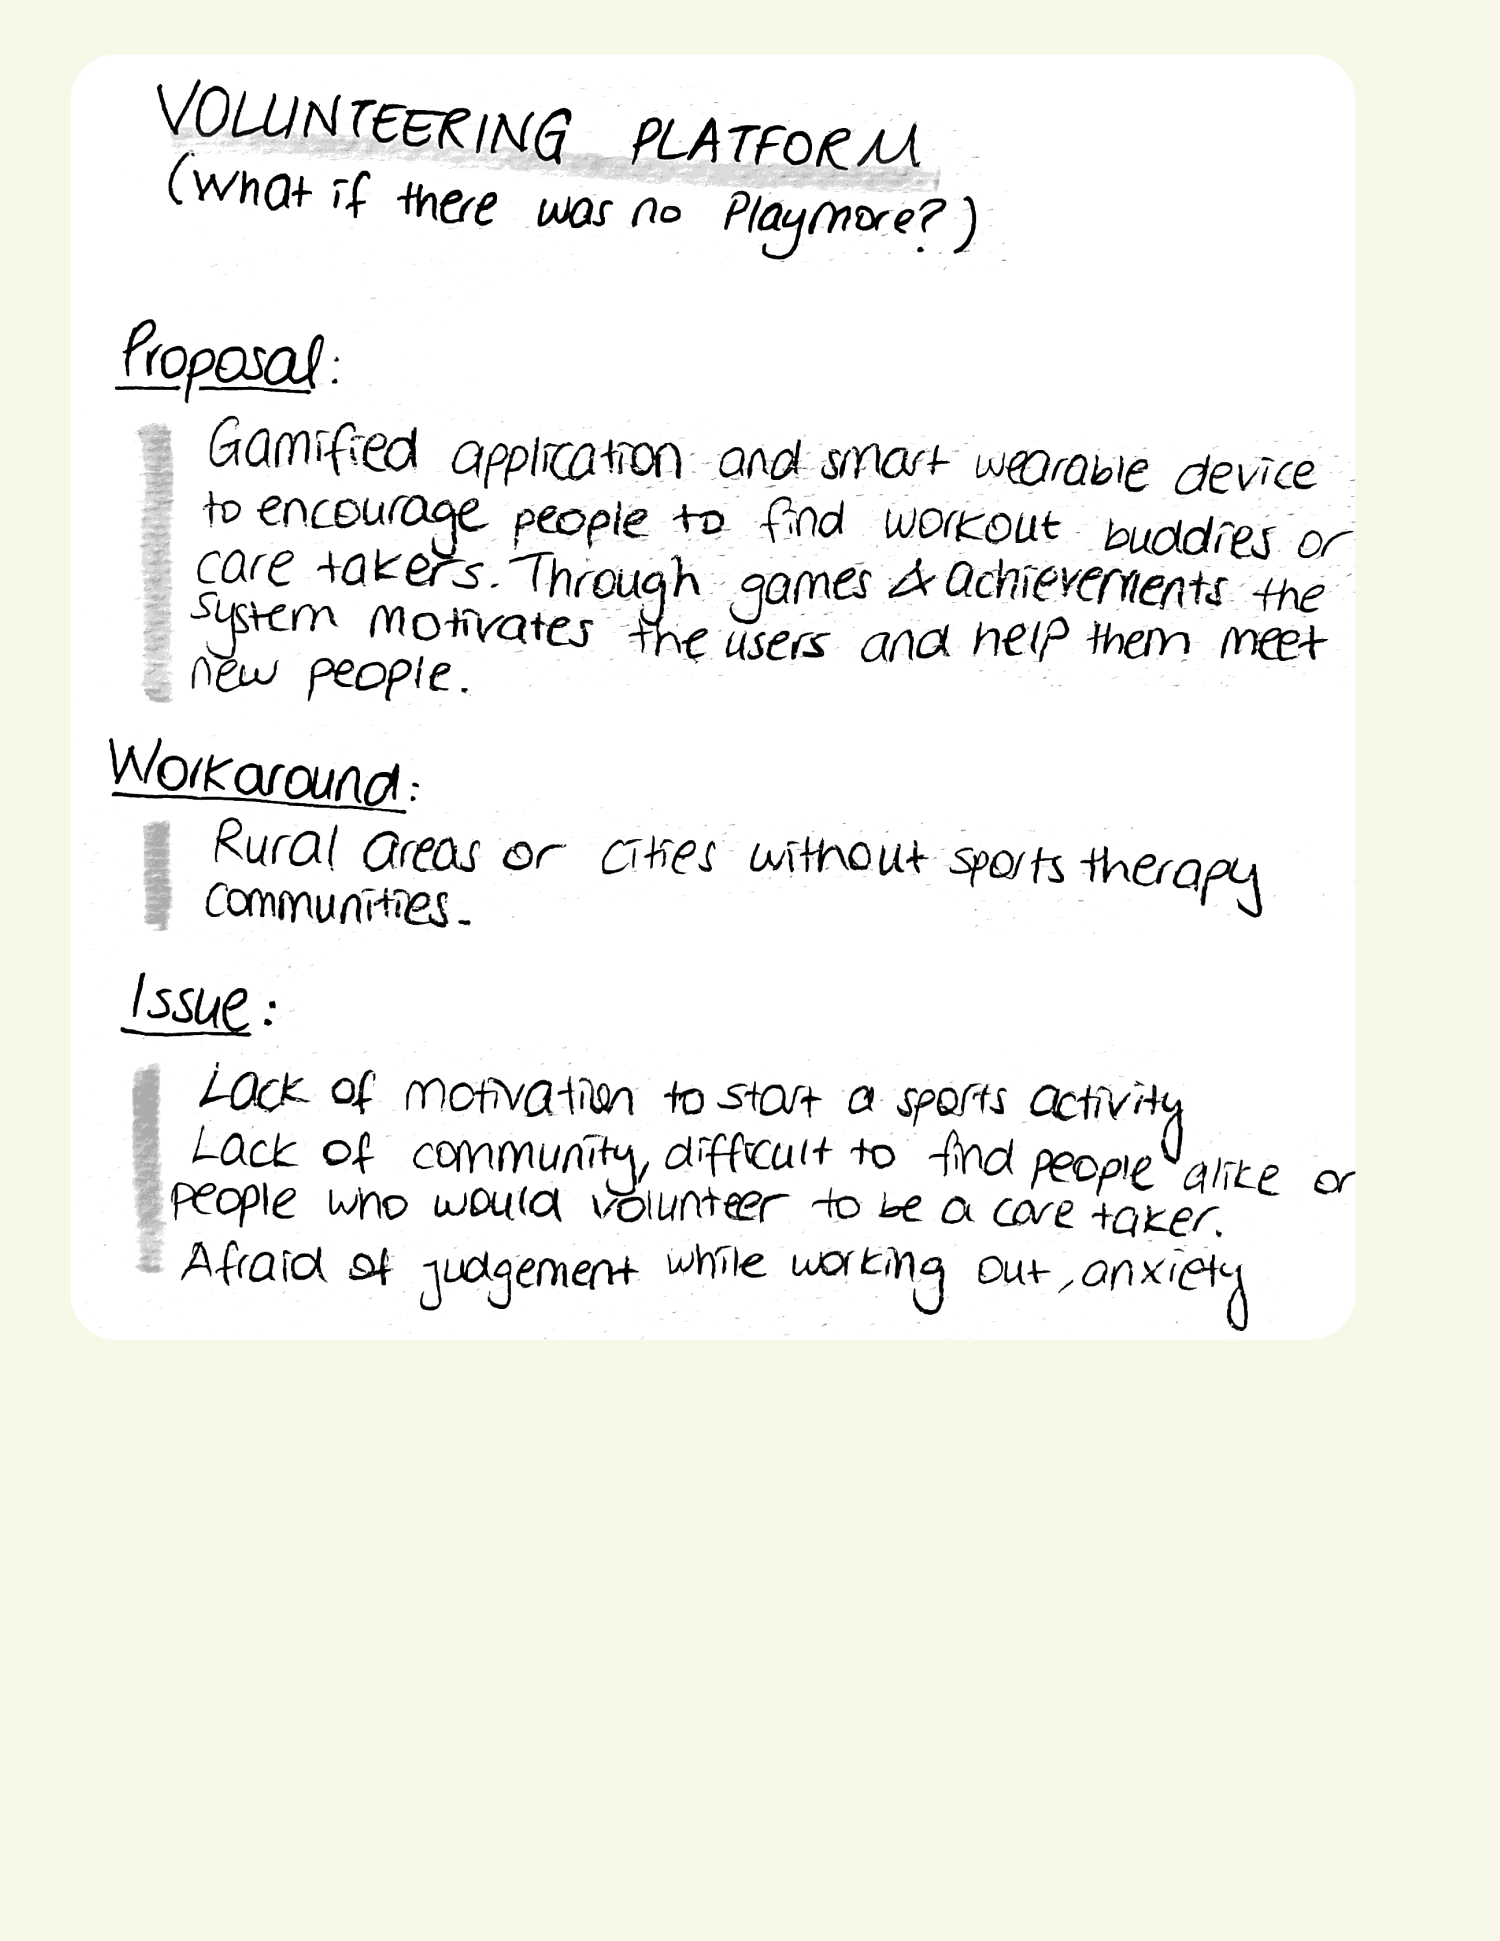 VOLUNTEERING PLATFORM
(What if there was no Playmore?)
Proposal:
Gamified application and smart wearable device
to encourage people to find workout buddies or
care takers. Through games & achievements the
system motivates the users and help them meet
new people.
Workaround:
Rural areas or cities without sports therapy
communities.
Issue:
Lack of motivation to start a sports activity
Lack of community, difficult to find people alike or
people who would volunteer to be a care taker.
Afraid of judgement while working out, anxiety